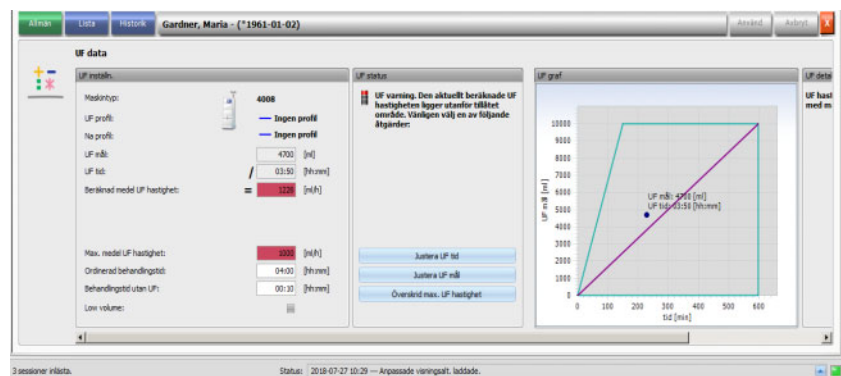 Allmän Lista Historik Gardner, Maria - (*1961-01-02) Använd Avbryt X
UF data
UF inställn.
Maskintyp: 4008
UF profil: Ingen profil
Na profil: Ingen profil
UF mål: 4700 [ml]
UF tid: / 03:50 [hh:mm]
Beräknad medel UF hastighet: = 1226 [ml/h]
Max. medel UF hastighet: 1000 [ml/h]
Ordinerad behandlingstid: 04:00 [hh:mm]
Behandlingstid utan UF: 00:10 [hh:mm]
Low volume:
UF status
UF varning. Den aktuellt beräknade UF
hastigheten ligger utanför tillåtet
område. Vänligen välj en av följande
åtgärder:
Justera UF tid
Justera UF mål
Överskrid max. UF hastighet
UF graf
10000
9000
8000
7000
6000
5000
4000
3000
2000
1000
0
UF mål [ml]
UF mål: 4700 [ml]
UF tid: 03:50 [hh:mm]
0 100 200 300 400 500 600
tid [min]
UF detal
UF hast
med m
3 sessioner inlästa.
Status: 2018-07-27 10:29 — Anpassade visningsalt. laddade.